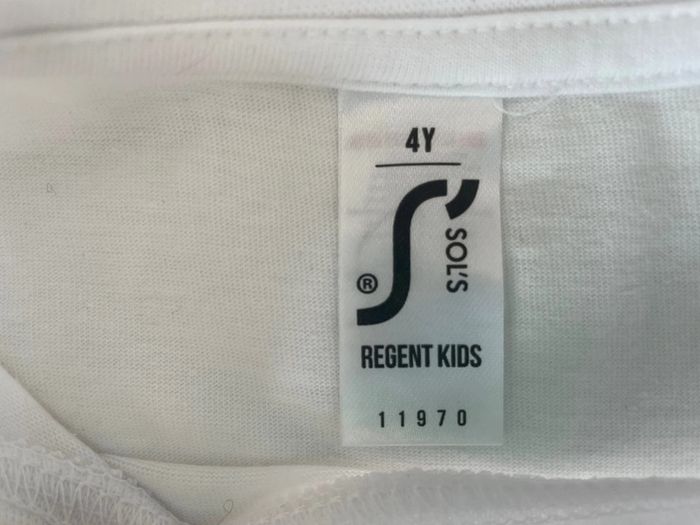 4Y
SOL'S
®
REGENT KIDS
11970